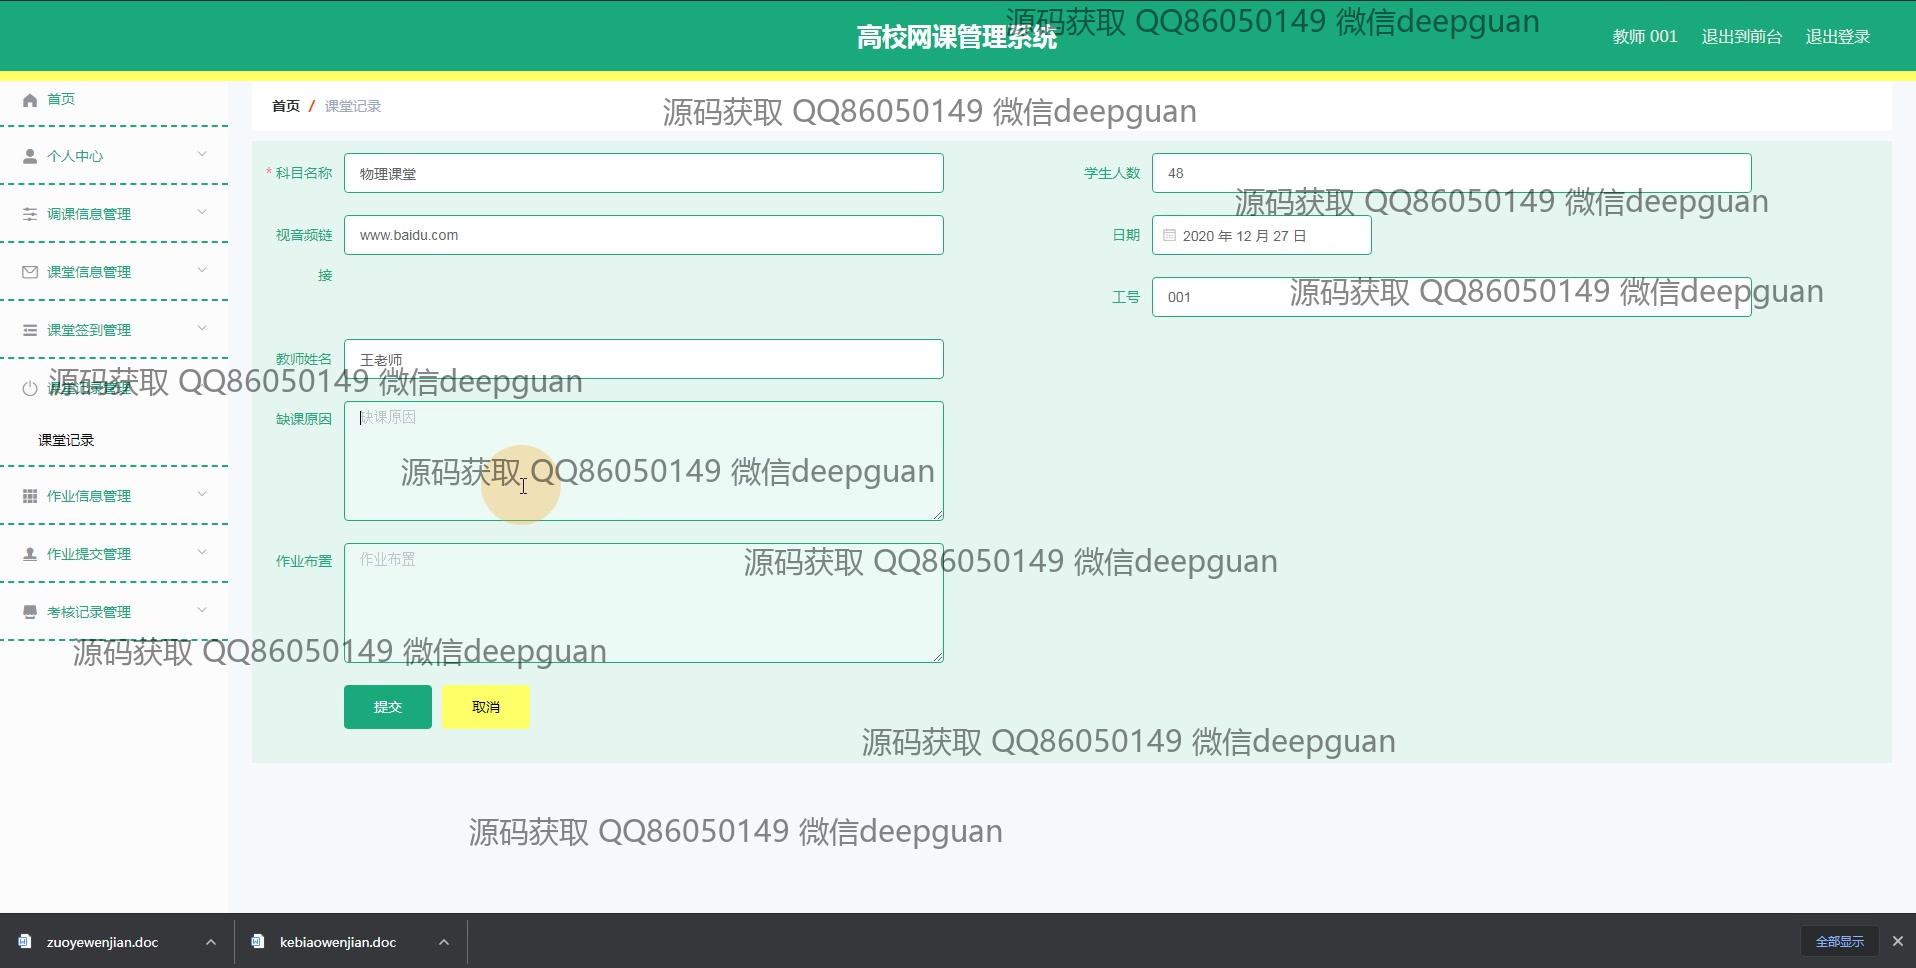 高校网课管理系统
源码获取 QQ86050149 微信deepguan
教师 001
退出到前台
退出登录
首页
个人中心
调课信息管理
课堂信息管理
课堂签到管理
课堂记录管理
课堂记录
作业信息管理
作业提交管理
考核记录管理
首页 / 课堂记录
源码获取 QQ86050149 微信deepguan
* 科目名称
物理课堂
学生人数
48
源码获取 QQ86050149 微信deepguan
视音频链
接
www.baidu.com
日期
2020 年 12 月 27 日
工号
001
源码获取 QQ86050149 微信deepguan
教师姓名
王老师
源码获取 QQ86050149 微信deepguan
缺课原因
缺课原因
源码获取 QQ86050149 微信deepguan
作业布置
作业布置
源码获取 QQ86050149 微信deepguan
源码获取 QQ86050149 微信deepguan
提交
取消
源码获取 QQ86050149 微信deepguan
源码获取 QQ86050149 微信deepguan
zuoyewenjian.doc
kebiaowenjian.doc
全部显示